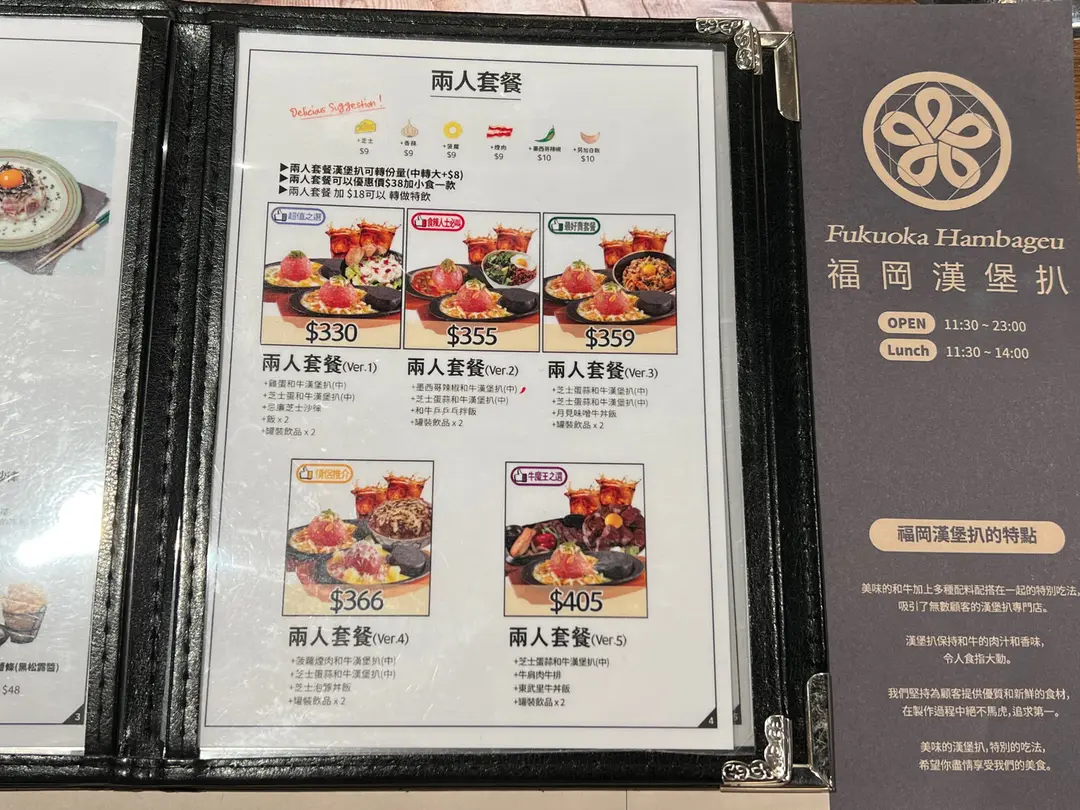 兩人套餐
Delicious Suggestion!
+芝士
$9
+香蒜
$9
+菠蘿
$9
+煙肉
$9
+墨西哥辣椒
$10
$10
▶兩人套餐漢堡扒可轉份量(中轉大+$8)
▶兩人套餐可以優惠價$38加小食一款
▶兩人套餐 加 $18可以 轉做特飲
超值之選
$330
兩人套餐(Ver.1)
+雞蛋和牛漢堡扒(中)
+芝士蛋和牛漢堡扒(中)
+忌廉芝士沙律
+飯 x 2
+罐裝飲品 x 2
食辣人士必叫
$355
兩人套餐(Ver.2)
+墨西哥辣椒和牛漢堡扒(中)
+芝士蛋蒜和牛漢堡扒(中)
+和牛乒乒乓拌飯
+罐裝飲品 x 2
最好賣套餐
$359
兩人套餐(Ver.3)
+芝士蛋蒜和牛漢堡扒(中)
+芝士蛋蒜和牛漢堡扒(中)
+月見味噌牛丼飯
+罐裝飲品 x 2
情侶推介
$366
兩人套餐(Ver.4)
+菠蘿煙肉和牛漢堡扒(中)
+芝士蛋蒜和牛漢堡扒(中)
+芝士泡雲丼飯
+罐裝飲品 x 2
牛魔王之選
$405
兩人套餐(Ver.5)
+芝士蛋蒜和牛漢堡扒(中)
+牛肩肉牛排
+東武里牛丼飯
+罐裝飲品 x 2
4
薯條(黑松露醬)
$48
3
Fukuoka Hambageu
福岡漢堡扒
OPEN 11:30 ~ 23:00
Lunch 11:30 ~ 14:00
福岡漢堡扒的特點
美味的和牛加上多種配料配搭在一起的特別吃法,
吸引了無數顧客的漢堡扒專門店。
漢堡扒保持和牛的肉汁和香味,
令人食指大動。
我們堅持為顧客提供優質和新鮮的食材,
在製作過程中絕不馬虎,追求第一。
美味的漢堡扒,特別的吃法,
希望你盡情享受我們的美食。